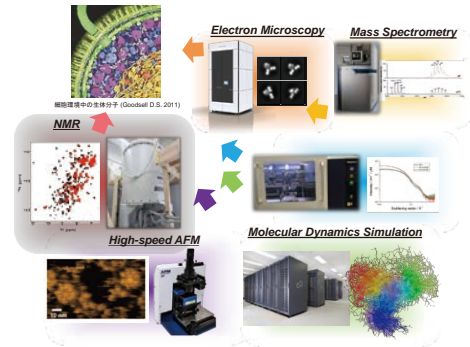 Electron Microscopy
Mass Spectrometry
細胞環境中の生体分子 (Goodsell D.S. 2011)
NMR
High-speed AFM
Molecular Dynamics Simulation
10 nm